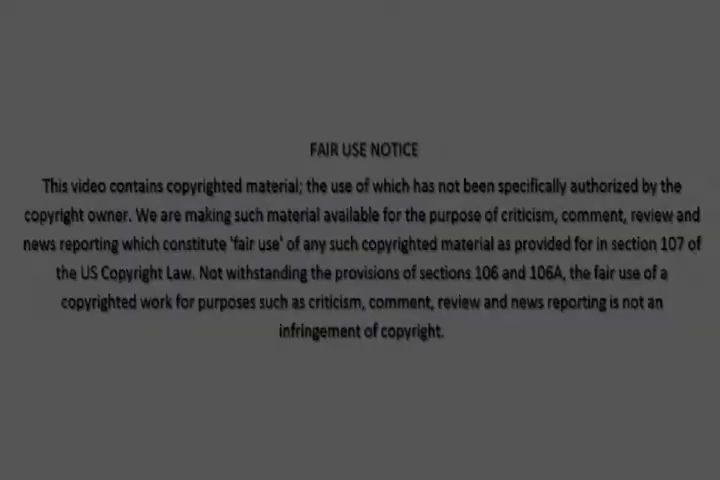 FAIR USE NOTICE
This video contains copyrighted material; the use of which has not been specifically authorized by the
copyright owner. We are making such material available for the purpose of criticism, comment, review and
news reporting which constitute 'fair use' of any such copyrighted material as provided for in section 107 of
the US Copyright Law. Not withstanding the provisions of sections 106 and 106A, the fair use of a
copyrighted work for purposes such as criticism, comment, review and news reporting is not an
infringement of copyright.